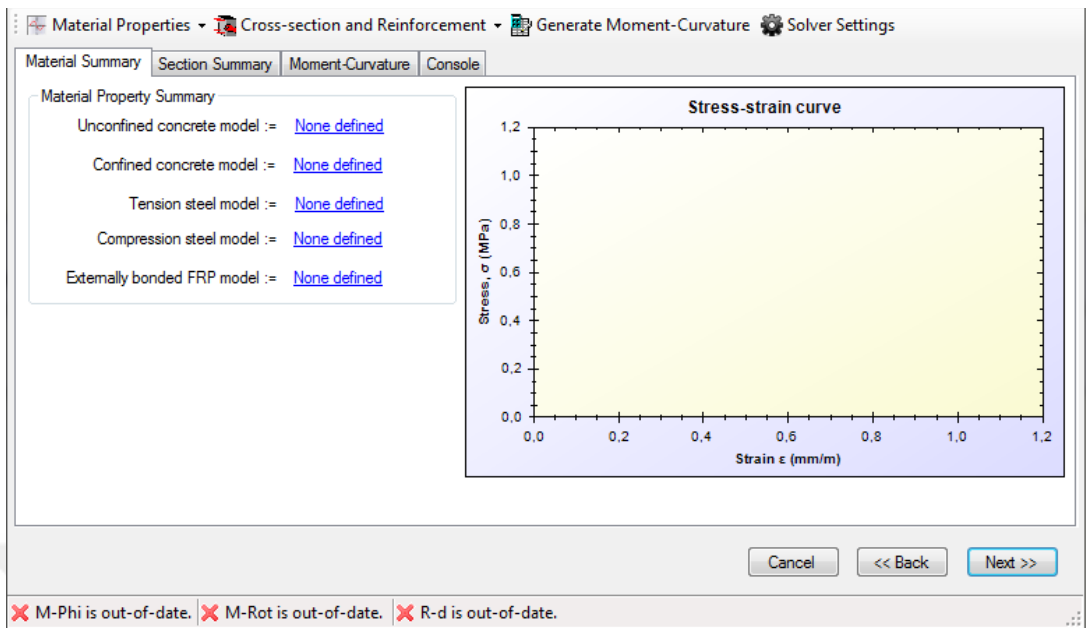 Material Properties Cross-section and Reinforcement Generate Moment-Curvature Solver Settings
Material Summary Section Summary Moment-Curvature Console
Material Property Summary
Unconfined concrete model := None defined
Confined concrete model := None defined
Tension steel model := None defined
Compression steel model := None defined
Externally bonded FRP model := None defined
Stress-strain curve
1,2
1,0
0,8
0,6
0,4
0,2
0,0
Stress, σ (MPa)
0,0 0,2 0,4 0,6 0,8 1,0 1,2
Strain ε (mm/m)
Cancel << Back Next >>
M-Phi is out-of-date. M-Rot is out-of-date. R-d is out-of-date.